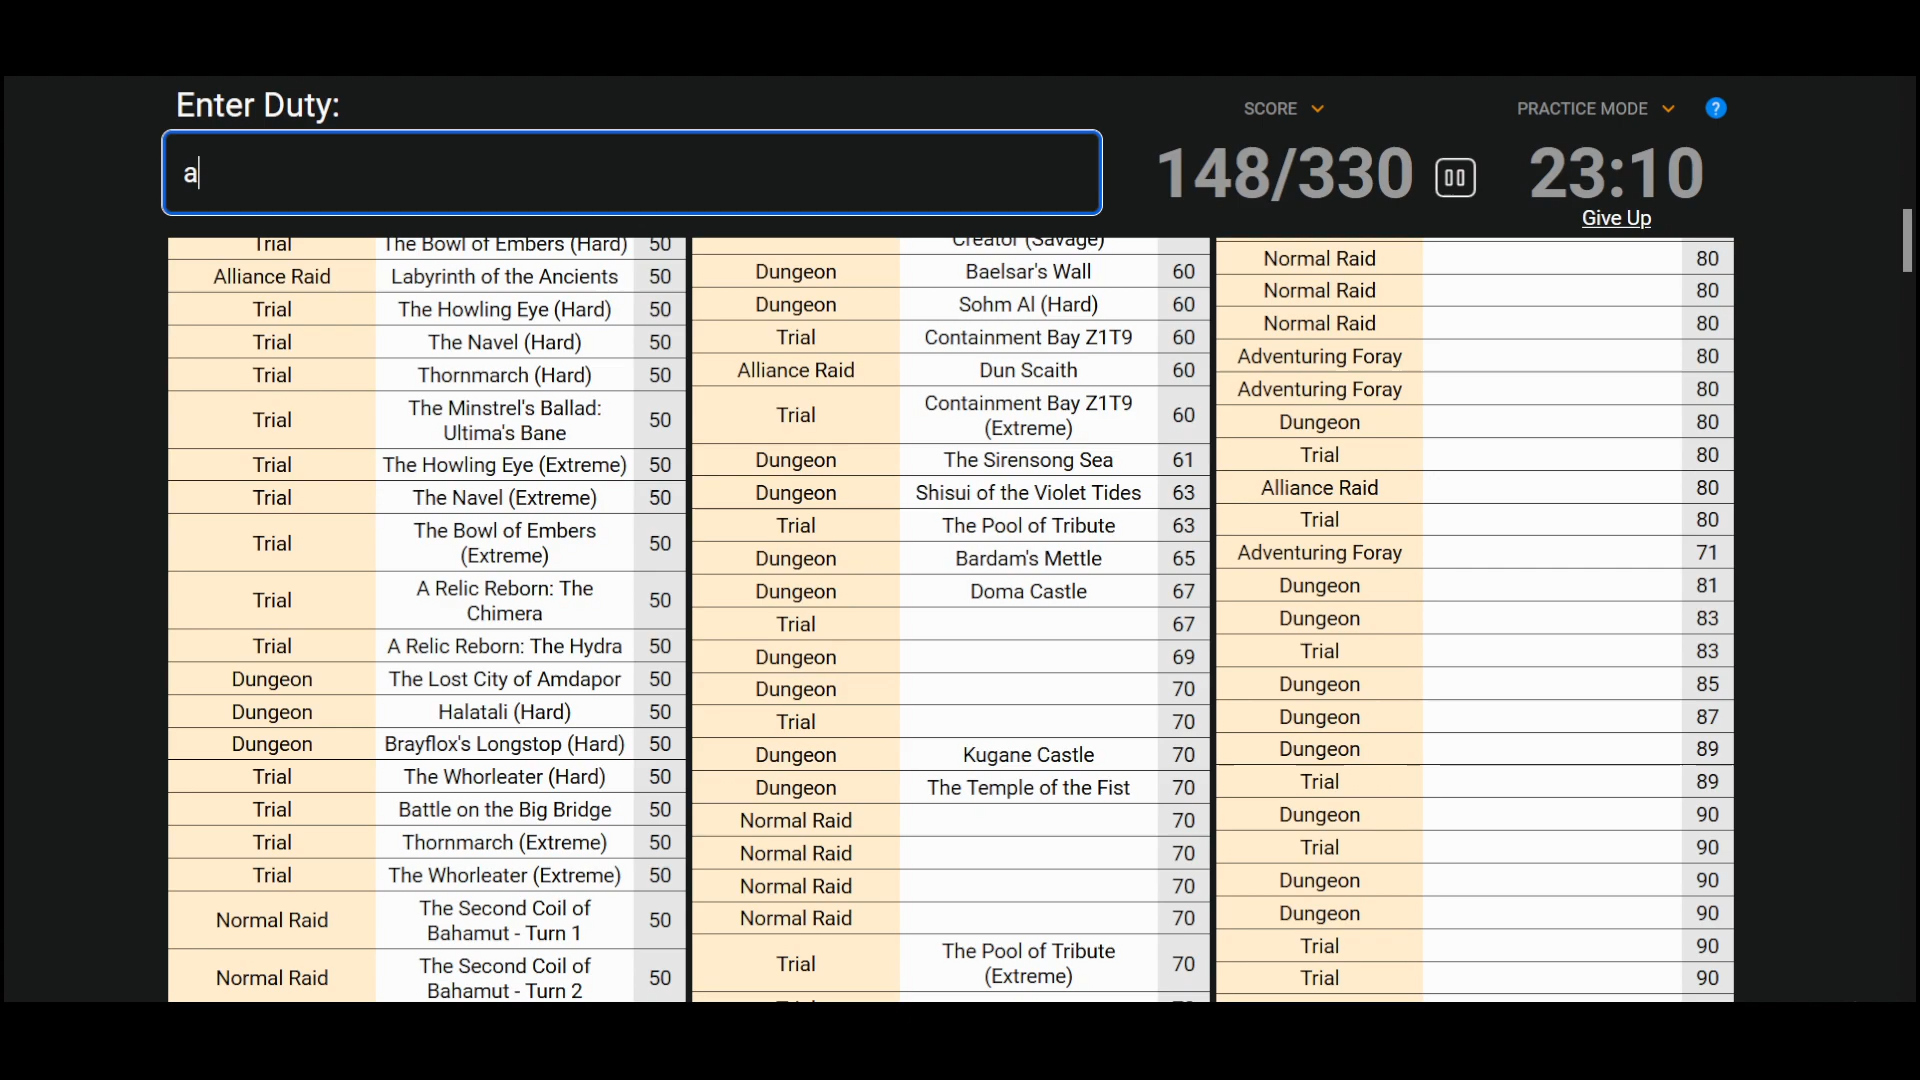 Enter Duty:
a
SCORE
148/330
PRACTICE MODE
?
23:10
Give Up
Trial The Bowl of Embers (Hard) 50
Alliance Raid Labyrinth of the Ancients 50
Trial The Howling Eye (Hard) 50
Trial The Navel (Hard) 50
Trial Thornmarch (Hard) 50
Trial The Minstrel's Ballad:
Ultima's Bane 50
Trial The Howling Eye (Extreme) 50
Trial The Navel (Extreme) 50
Trial The Bowl of Embers
(Extreme) 50
Trial A Relic Reborn: The
Chimera 50
Trial A Relic Reborn: The Hydra 50
Dungeon The Lost City of Amdapor 50
Dungeon Halatali (Hard) 50
Dungeon Brayflox's Longstop (Hard) 50
Trial The Whorleater (Hard) 50
Trial Battle on the Big Bridge 50
Trial Thornmarch (Extreme) 50
Trial The Whorleater (Extreme) 50
Normal Raid The Second Coil of
Bahamut - Turn 1 50
Normal Raid The Second Coil of
Bahamut - Turn 2 50
Creator (Savage)
Dungeon Baelsar's Wall 60
Dungeon Sohm Al (Hard) 60
Trial Containment Bay Z1T9 60
Alliance Raid Dun Scaith 60
Trial Containment Bay Z1T9
(Extreme) 60
Dungeon The Sirensong Sea 61
Dungeon Shisui of the Violet Tides 63
Trial The Pool of Tribute 63
Dungeon Bardam's Mettle 65
Dungeon Doma Castle 67
Trial 67
Dungeon 69
Dungeon 70
Trial 70
Dungeon Kugane Castle 70
Dungeon The Temple of the Fist 70
Normal Raid 70
Normal Raid 70
Normal Raid 70
Normal Raid 70
Trial The Pool of Tribute
(Extreme) 70
Normal Raid 80
Normal Raid 80
Normal Raid 80
Adventuring Foray 80
Adventuring Foray 80
Dungeon 80
Trial 80
Alliance Raid 80
Trial 80
Adventuring Foray 71
Dungeon 81
Dungeon 83
Trial 83
Dungeon 85
Dungeon 87
Dungeon 89
Trial 89
Dungeon 90
Trial 90
Dungeon 90
Dungeon 90
Trial 90
Trial 90